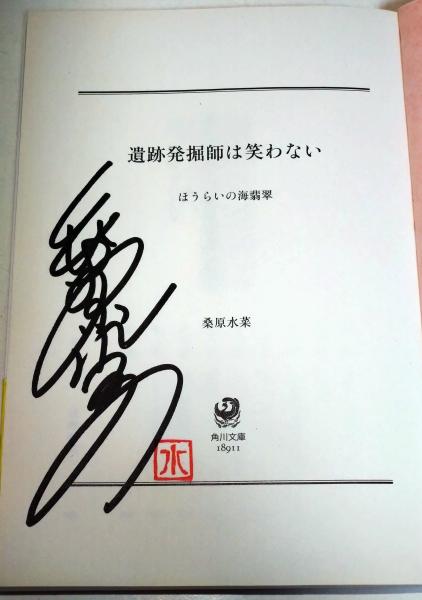 遺跡発掘師は笑わない
ほうらいの海翡翠
桑原水菜
角川文庫
18911
水